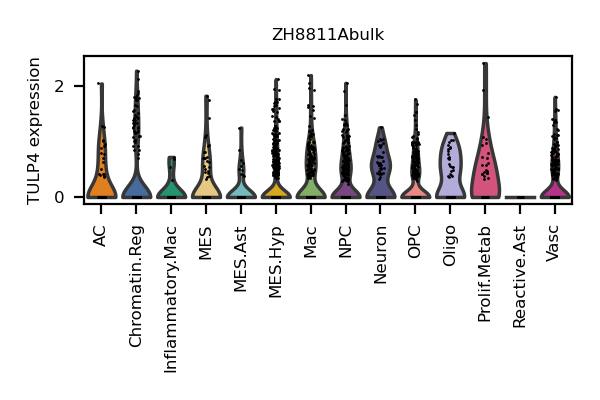 ZH8811Abulk
TULP4 expression
2
0
AC
Chromatin.Reg
Inflammatory.Mac
MES
MES.Ast
MES.Hyp
Mac
NPC
Neuron
OPC
Oligo
Prolif.Metab
Reactive.Ast
Vasc